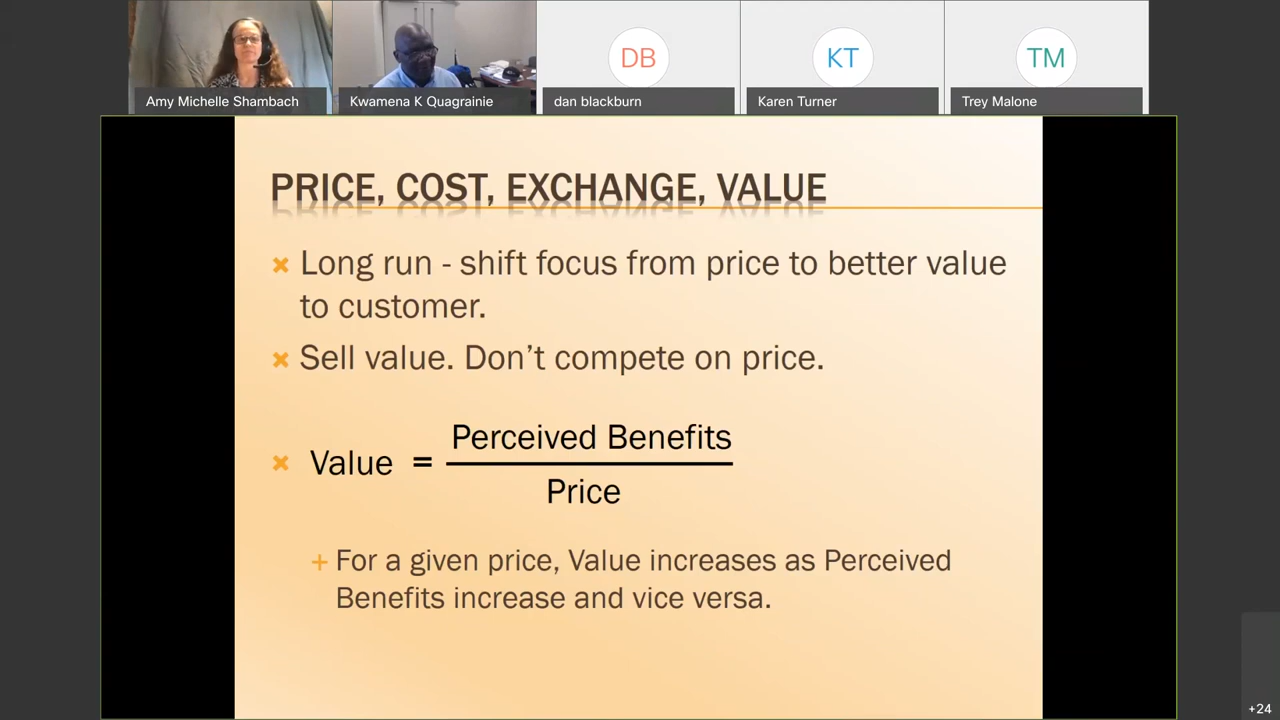 DB
KT
TM
Amy Michelle Shambach
Kwamena K Quagrainie
dan blackburn
Karen Turner
Trey Malone
PRICE, COST, EXCHANGE, VALUE
Long run - shift focus from price to better value
to customer.
Sell value. Don't compete on price.
Perceived Benefits
Value =
Price
For a given price, Value increases as Perceived
Benefits increase and vice versa.
+24